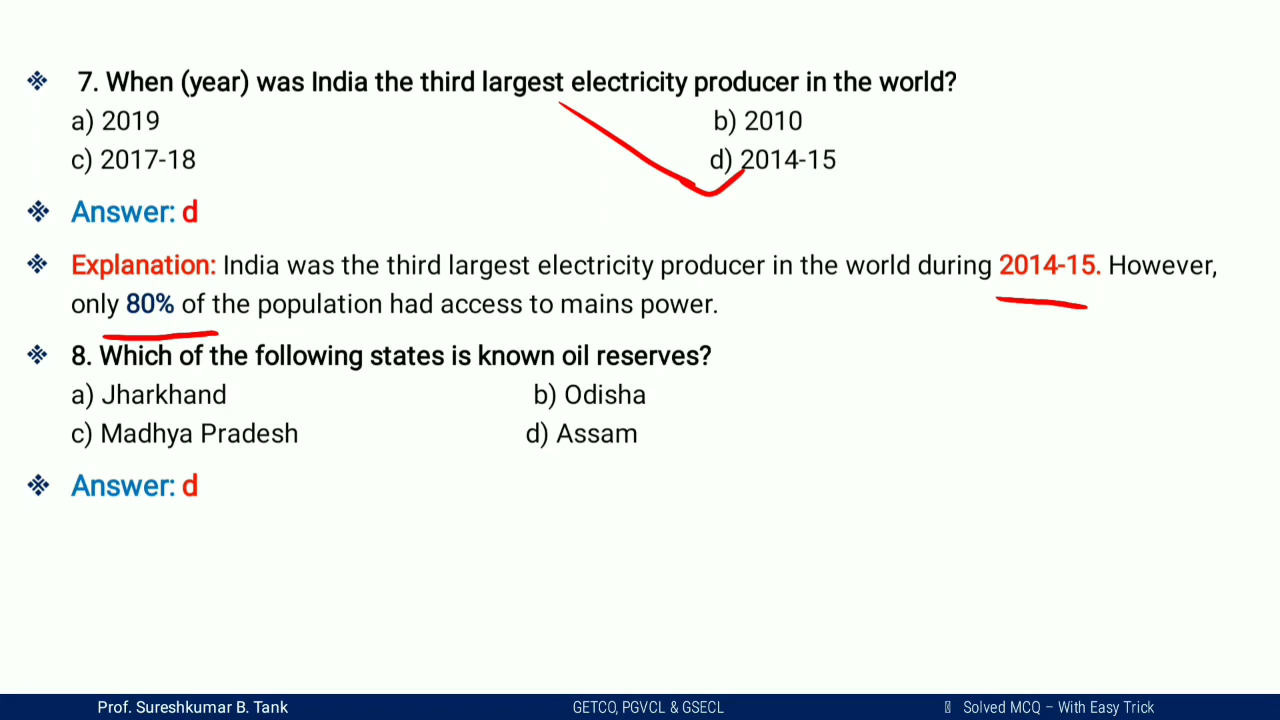 7. When (year) was India the third largest electricity producer in the world?
a) 2019 b) 2010
c) 2017-18 d) 2014-15
Answer: d
Explanation: India was the third largest electricity producer in the world during 2014-15. However,
only 80% of the population had access to mains power.
8. Which of the following states is known oil reserves?
a) Jharkhand b) Odisha
c) Madhya Pradesh d) Assam
Answer: d
Prof. Sureshkumar B. Tank GETCO, PGVCL & GSECL Solved MCQ – With Easy Trick